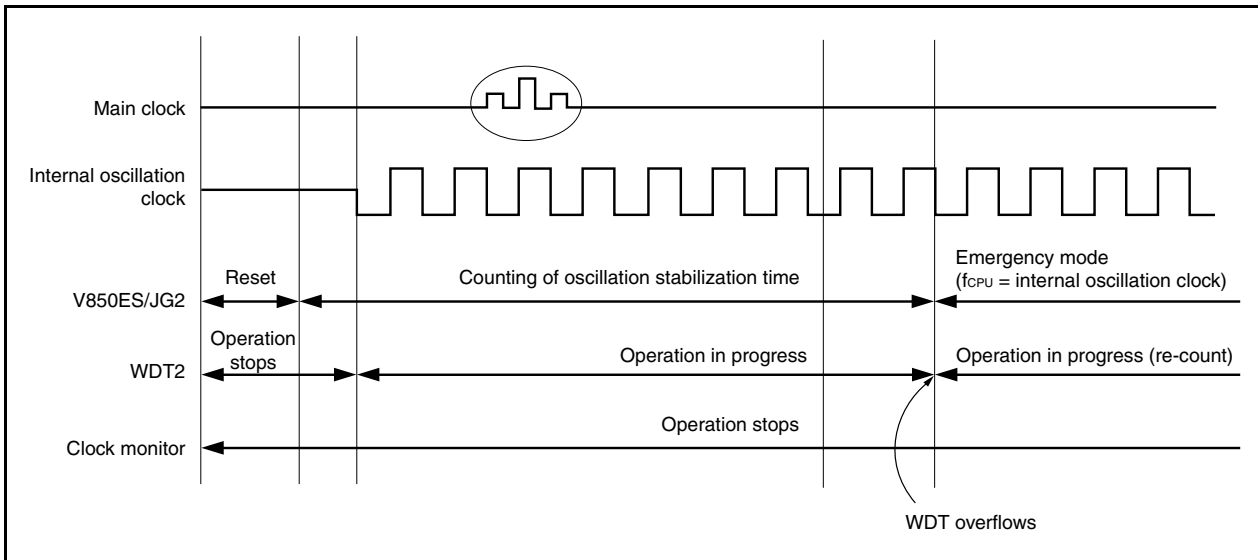 Main clock
Internal oscillation
clock
Reset
Counting of oscillation stabilization time
Emergency mode
(fCPU = internal oscillation clock)
V850ES/JG2
Operation
stops
Operation in progress
Operation in progress (re-count)
WDT2
Operation stops
Clock monitor
WDT overflows